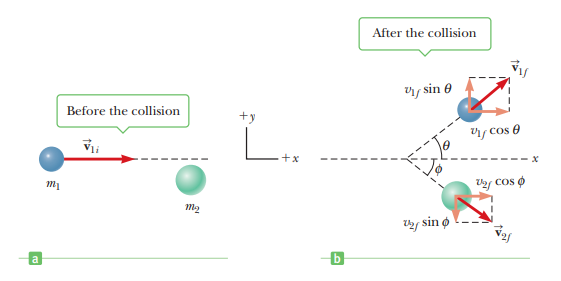 After the collision
Before the collision
v⃗1i
m1
m2
+y
+x
v1f sin θ
v⃗1f
v1f cos θ
θ
ϕ
x
v2f cos ϕ
v2f sin ϕ
v⃗2f
a
b